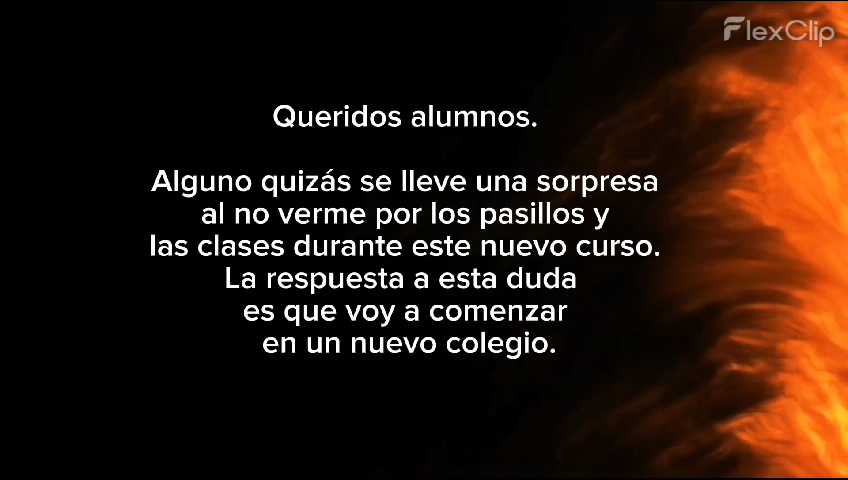 FlexClip
Queridos alumnos.
Alguno quizás se lleve una sorpresa
al no verme por los pasillos y
las clases durante este nuevo curso.
La respuesta a esta duda
es que voy a comenzar
en un nuevo colegio.